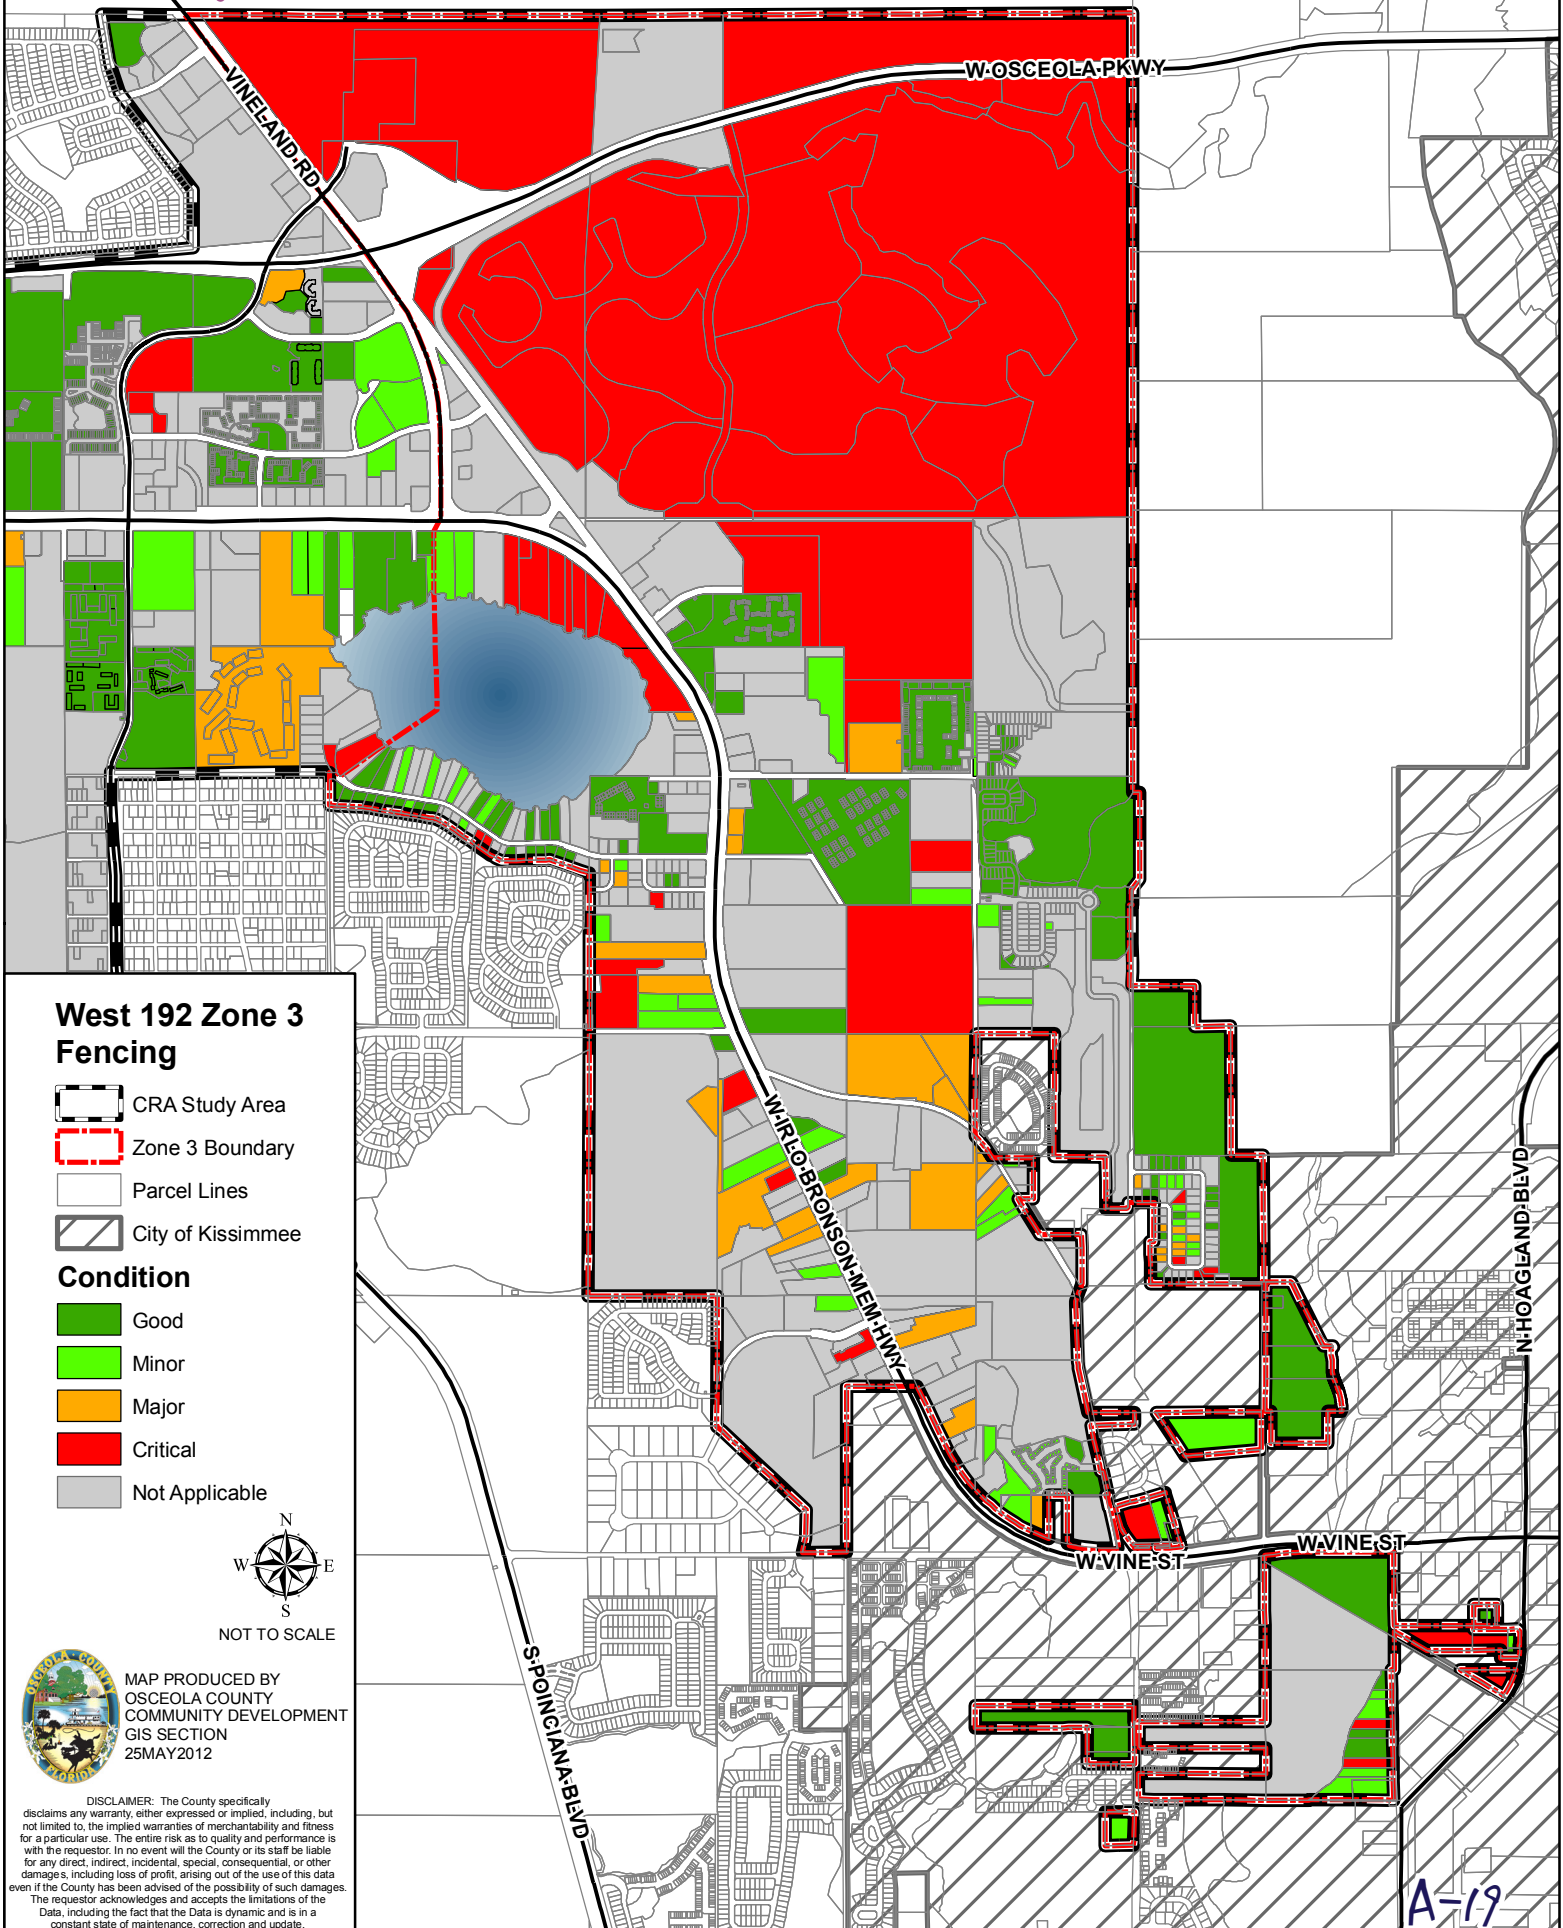 W OSCEOLA PKWY
VINELAND RD
W IRLO BRONSON MEM HWY
N HOAGLAND BLVD
W VINE ST
W VINE ST
S POINCIANA BLVD
West 192 Zone 3
Fencing
CRA Study Area
Zone 3 Boundary
Parcel Lines
City of Kissimmee
Condition
Good
Minor
Major
Critical
Not Applicable
N
W E
S
NOT TO SCALE
OSCEOLA COUNTY
FLORIDA
MAP PRODUCED BY
OSCEOLA COUNTY
COMMUNITY DEVELOPMENT
GIS SECTION
25MAY2012
DISCLAIMER: The County specifically
disclaims any warranty, either expressed or implied, including, but
not limited to, the implied warranties of merchantability and fitness
for a particular use. The entire risk as to quality and performance is
with the requestor. In no event will the County or its staff be liable
for any direct, indirect, incidental, special, consequential, or other
damages, including loss of profit, arising out of the use of this data
even if the County has been advised of the possibility of such damages.
The requestor acknowledges and accepts the limitations of the
Data, including the fact that the Data is dynamic and is in a
constant state of maintenance, correction and update.
A-19